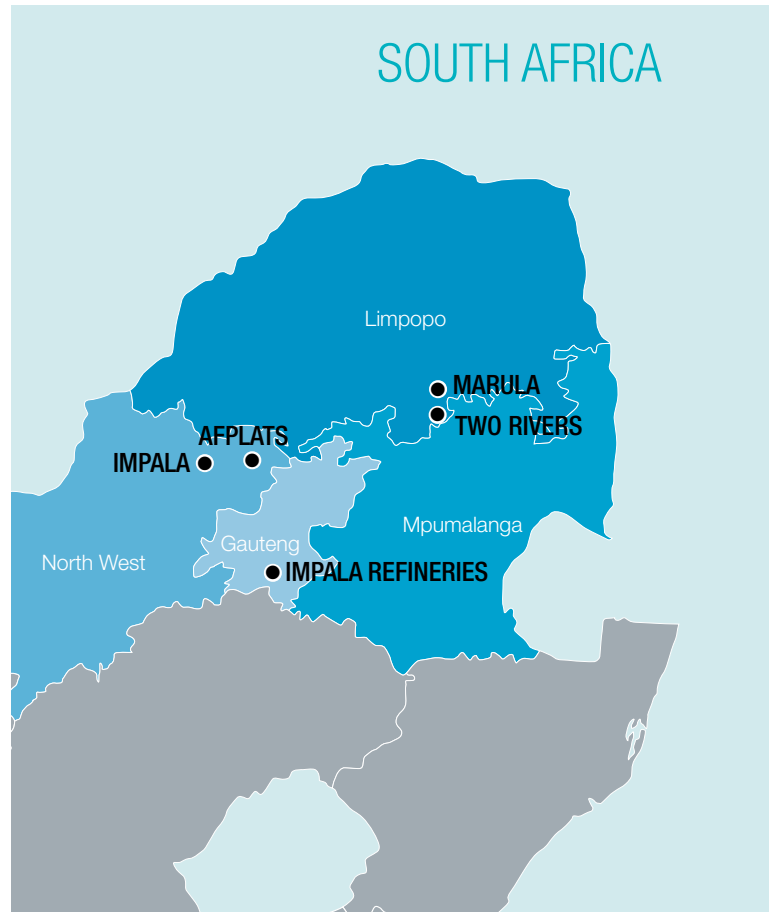 SOUTH AFRICA
Limpopo
MARULA
TWO RIVERS
AFPLATS
IMPALA
Mpumalanga
Gauteng
North West
IMPALA REFINERIES